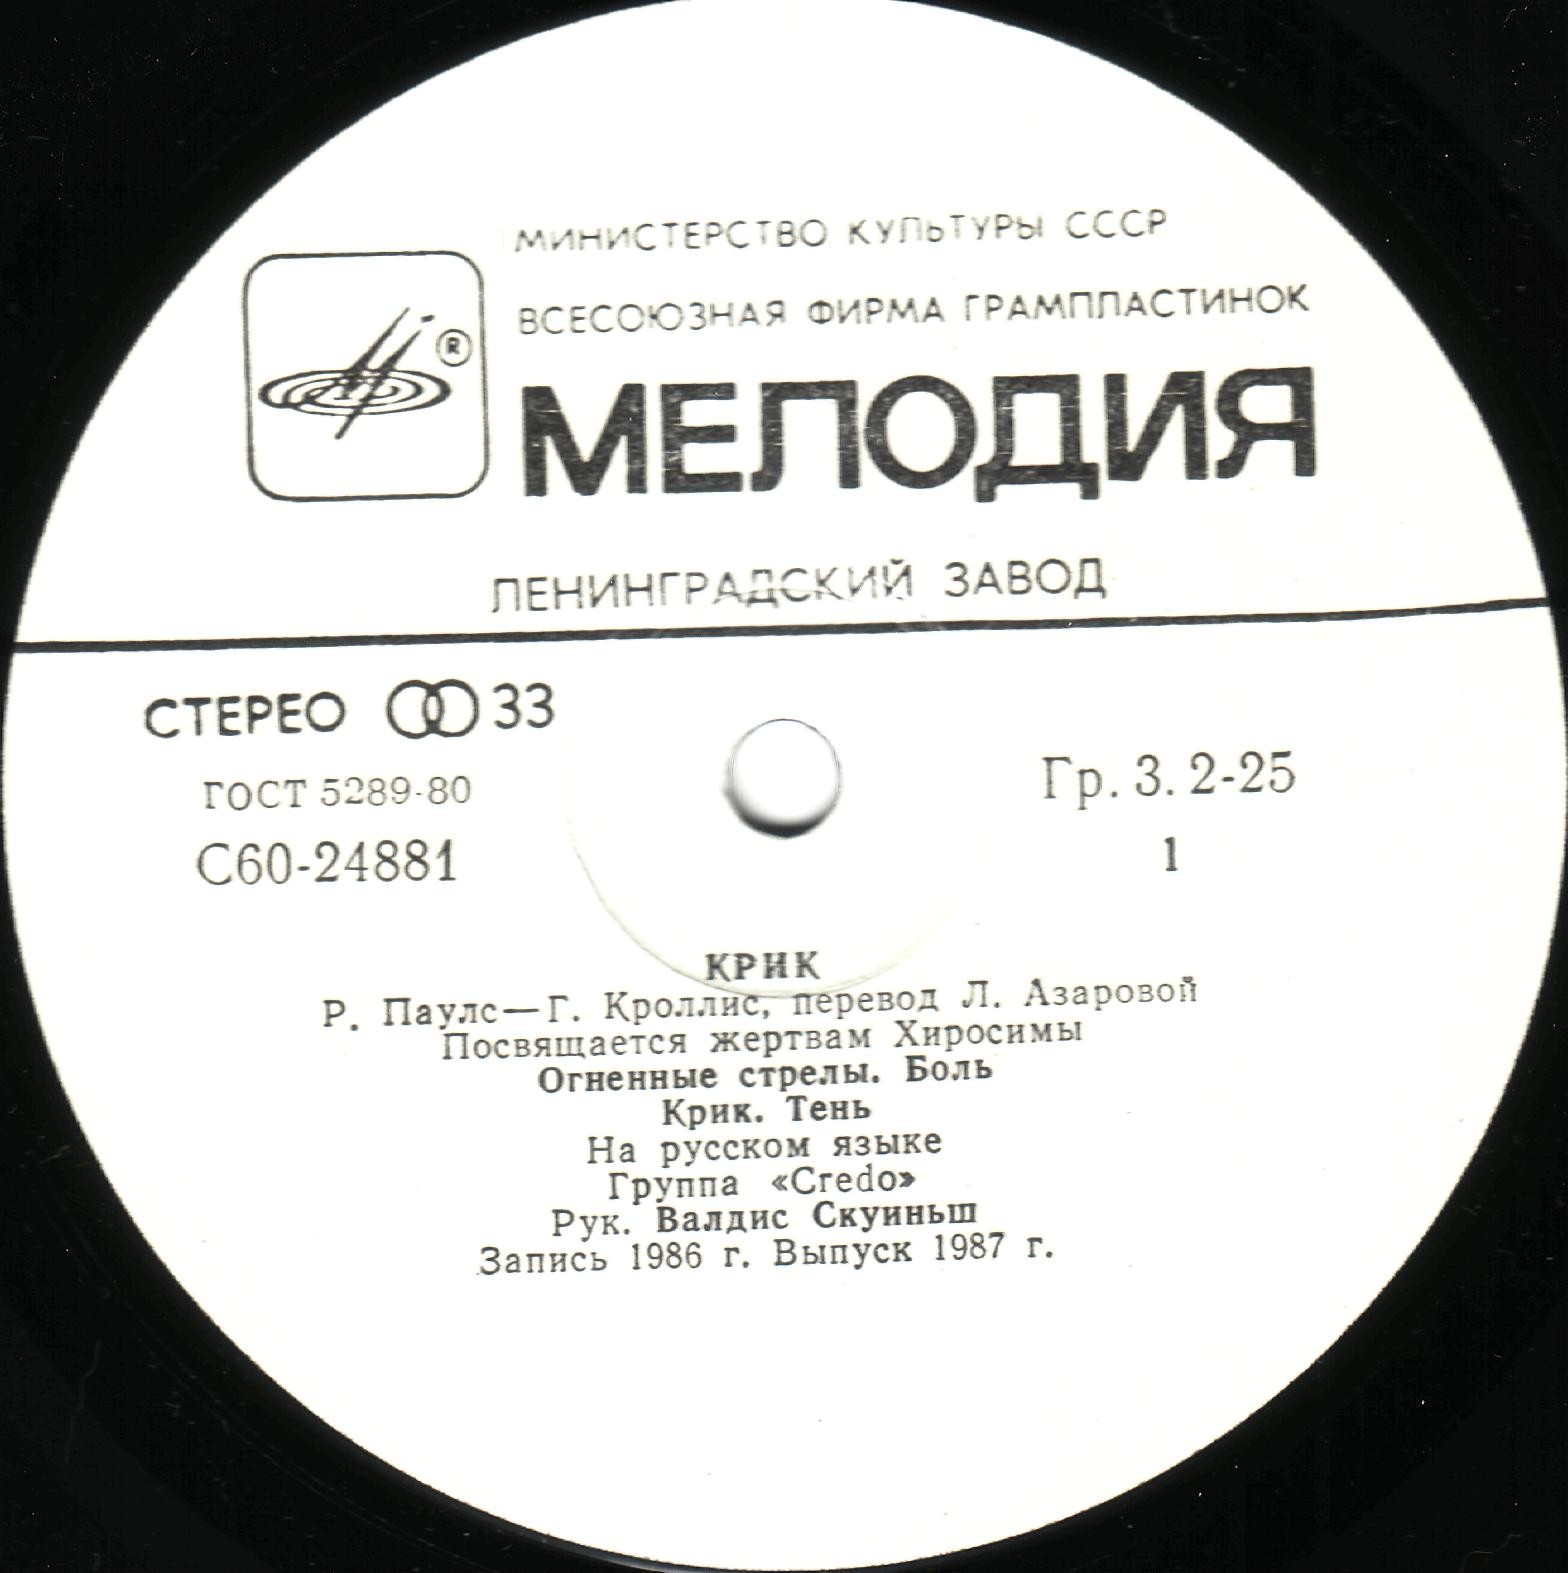 МИНИСТЕРСТВО КУЛЬТУРЫ СССР
ВСЕСОЮЗНАЯ ФИРМА ГРАМПЛАСТИНОК
®
МЕЛОДИЯ
ЛЕНИНГРАДСКИЙ ЗАВОД
СТЕРЕО 33
ГОСТ 5289-80
Гр. 3. 2-25
С60-24881
1
КРИК
Р. Паулс—Г. Кроллис, перевод Л. Азаровой
Посвящается жертвам Хиросимы
Огненные стрелы. Боль
Крик. Тень
На русском языке
Группа «Credo»
Рук. Валдис Скуиньш
Запись 1986 г. Выпуск 1987 г.